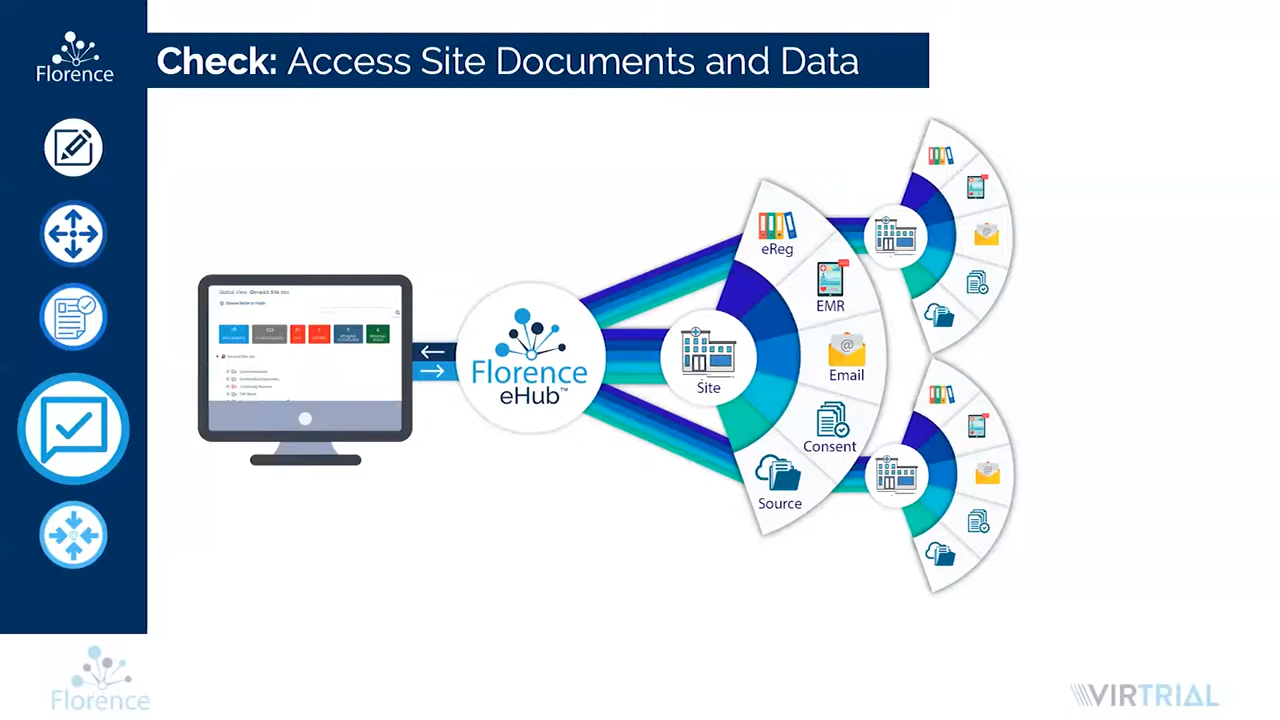 Florence
Check: Access Site Documents and Data
eReg
EMR
Email
Consent
Source
Site
Florence
eHub™
Florence
VIRTRIAL